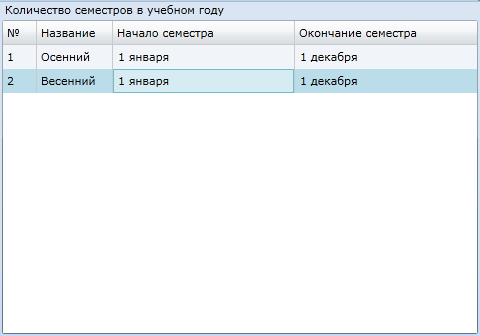 Количество семестров в учебном году
№ Название Начало семестра Окончание семестра
1 Осенний 1 января 1 декабря
2 Весенний 1 января 1 декабря